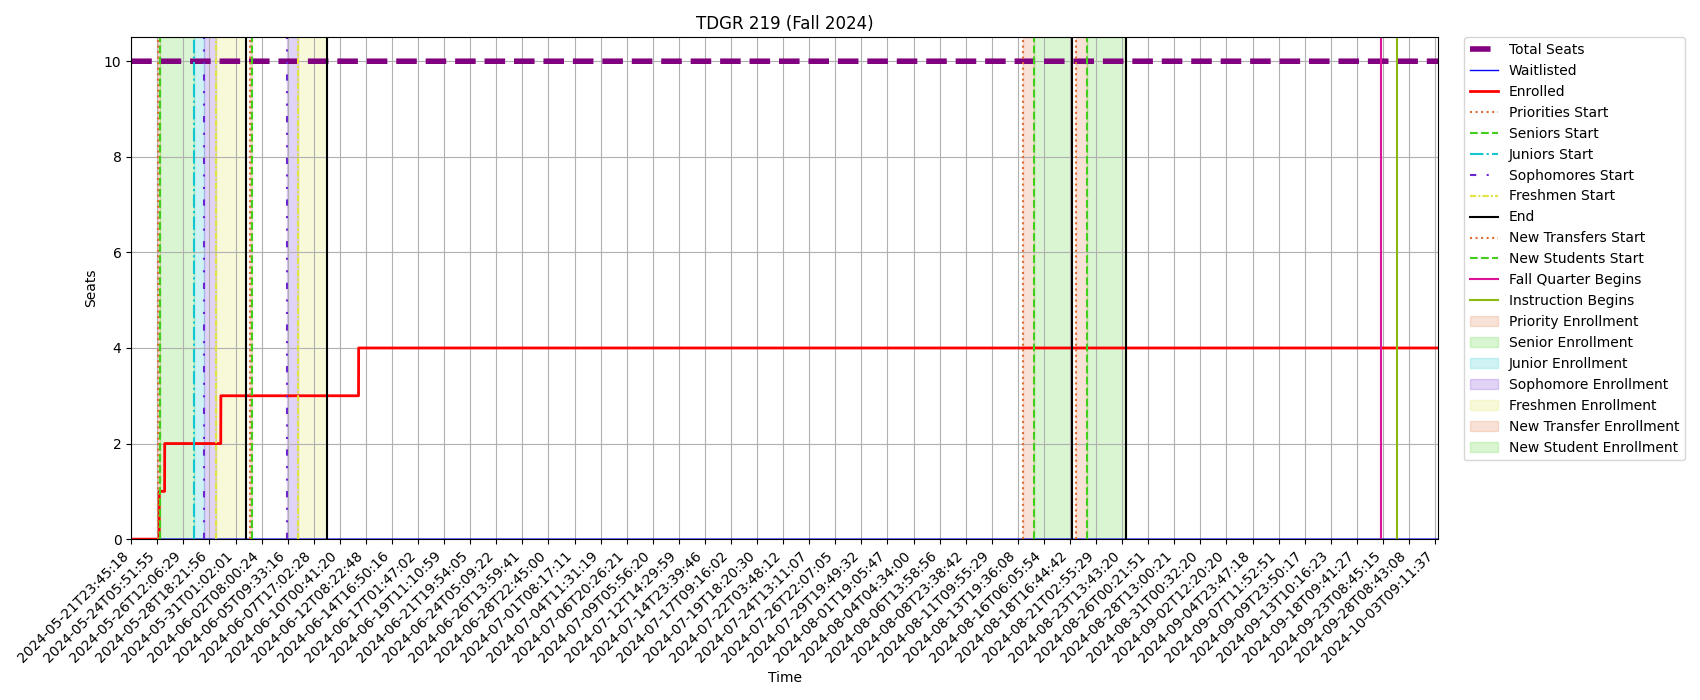 TDGR 219 (Fall 2024)
Seats
10
8
6
4
2
0
2024-05-21T23:45:18
2024-05-24T05:51:55
2024-05-26T12:06:29
2024-05-28T18:21:56
2024-05-31T01:02:01
2024-06-02T08:00:24
2024-06-05T09:33:16
2024-06-07T17:02:28
2024-06-10T00:41:20
2024-06-12T08:22:48
2024-06-14T16:50:16
2024-06-17T01:47:02
2024-06-19T11:10:59
2024-06-21T19:54:05
2024-06-24T05:09:22
2024-06-26T13:59:41
2024-06-28T22:45:00
2024-07-01T08:17:11
2024-07-04T11:31:19
2024-07-06T20:26:21
2024-07-09T05:56:20
2024-07-12T14:29:59
2024-07-14T23:39:46
2024-07-17T09:16:02
2024-07-19T18:20:30
2024-07-22T03:48:12
2024-07-24T13:11:07
2024-07-26T22:07:05
2024-07-29T19:49:32
2024-08-01T19:05:47
2024-08-04T04:34:00
2024-08-06T13:58:56
2024-08-08T23:38:42
2024-08-11T09:55:29
2024-08-13T19:36:08
2024-08-16T06:05:54
2024-08-18T16:44:42
2024-08-21T02:55:29
2024-08-23T13:43:20
2024-08-26T00:21:51
2024-08-28T13:00:21
2024-08-31T00:32:20
2024-09-02T12:20:20
2024-09-04T23:47:18
2024-09-07T11:52:51
2024-09-09T23:50:17
2024-09-13T10:16:23
2024-09-18T09:41:27
2024-09-23T08:45:15
2024-09-28T08:43:08
2024-10-03T09:11:37
Time
Total Seats
Waitlisted
Enrolled
Priorities Start
Seniors Start
Juniors Start
Sophomores Start
Freshmen Start
End
New Transfers Start
New Students Start
Fall Quarter Begins
Instruction Begins
Priority Enrollment
Senior Enrollment
Junior Enrollment
Sophomore Enrollment
Freshmen Enrollment
New Transfer Enrollment
New Student Enrollment